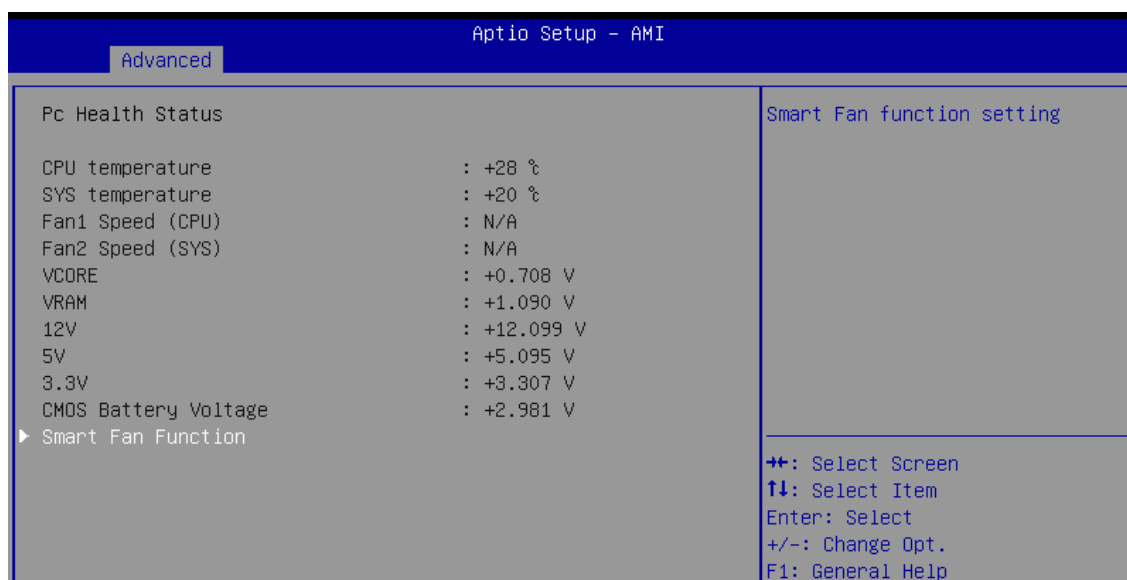 Aptio Setup - AMI
Advanced
Pc Health Status
CPU temperature : +28 ℃
SYS temperature : +20 ℃
Fan1 Speed (CPU) : N/A
Fan2 Speed (SYS) : N/A
VCORE : +0.708 V
VRAM : +1.090 V
12V : +12.099 V
5V : +5.095 V
3.3V : +3.307 V
CMOS Battery Voltage : +2.981 V
▶ Smart Fan Function
Smart Fan function setting
→←: Select Screen
↑↓: Select Item
Enter: Select
+/-: Change Opt.
F1: General Help